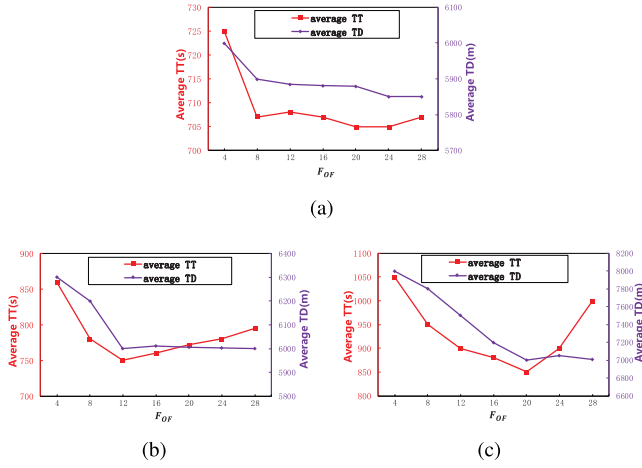 average TT
average TD
Average TT(s)
730
725
720
715
710
705
700
Average TD(m)
6100
6000
5900
5800
5700
4 8 12 16 20 24 28
F_OF
(a)
average TT
average TD
Average TT(s)
900
850
800
750
700
Average TD(m)
6400
6300
6200
6100
6000
5900
5800
4 8 12 16 20 24 28
F_OF
(b)
average TT
average TD
Average TT(s)
1100
1050
1000
950
900
850
800
Average TD(m)
8000
7800
7600
7400
7200
7000
6800
6600
4 8 12 16 20 24 28
F_OF
(c)